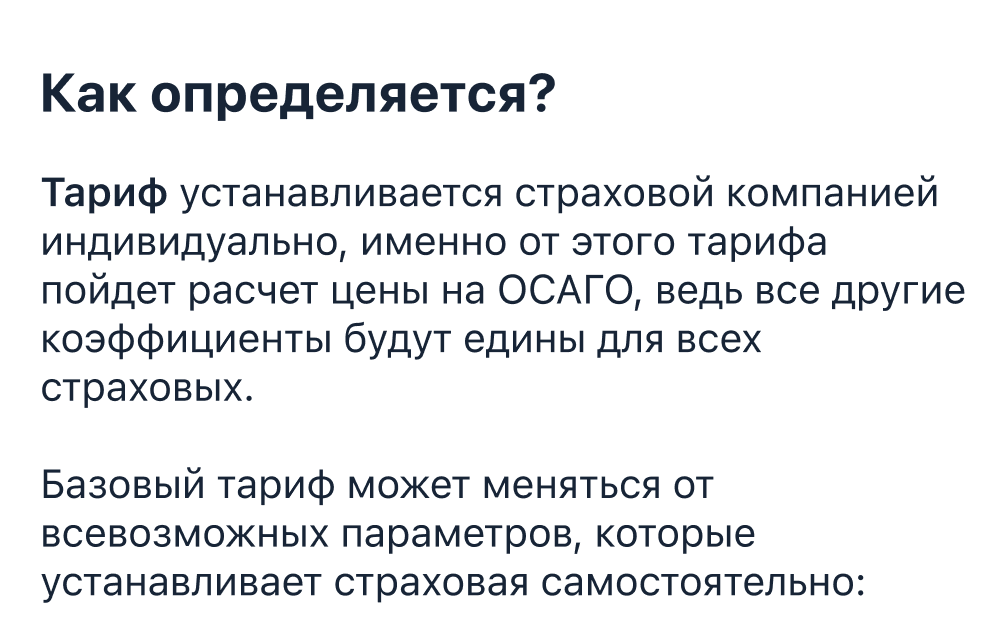 Как определяется?
Тариф устанавливается страховой компанией
индивидуально, именно от этого тарифа
пойдет расчет цены на ОСАГО, ведь все другие
коэффициенты будут едины для всех
страховых.
Базовый тариф может меняться от
всевозможных параметров, которые
устанавливает страховая самостоятельно: